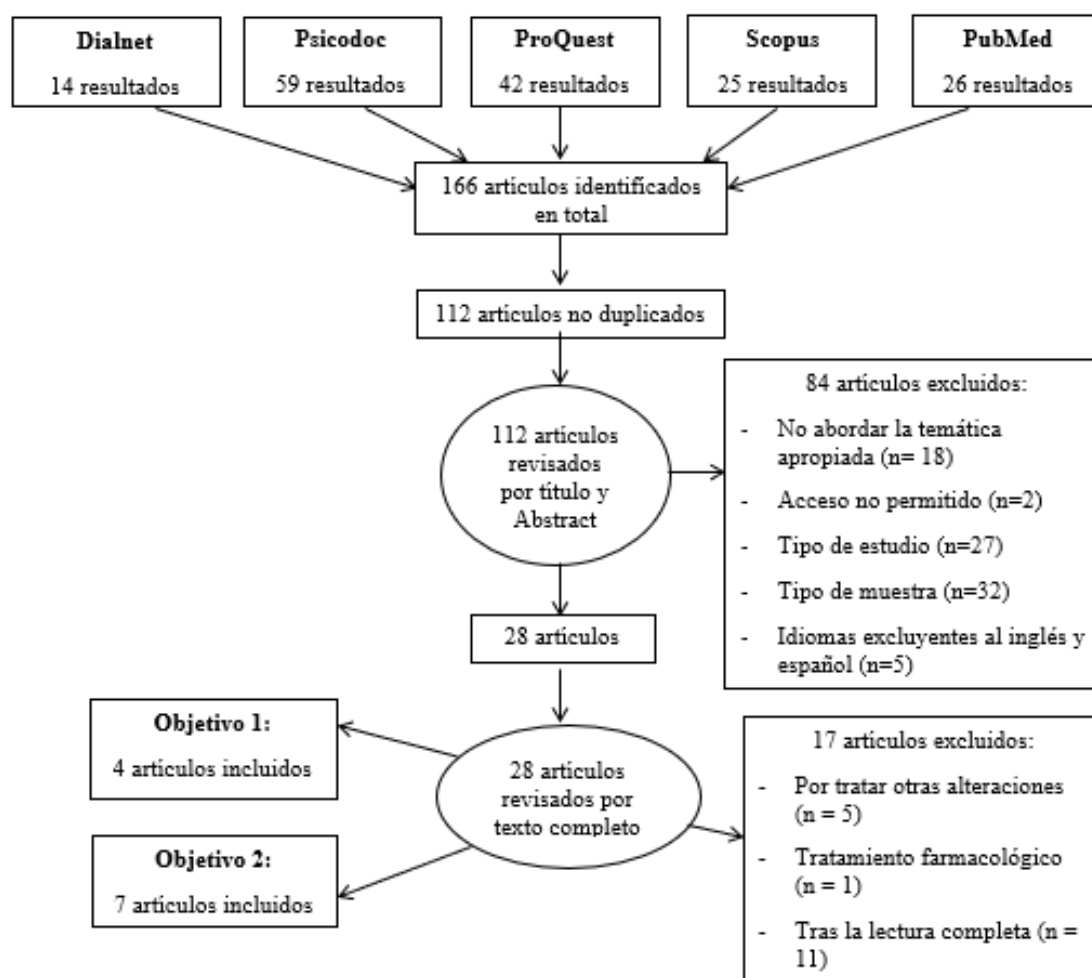 Dialnet
14 resultados
Psicodoc
59 resultados
ProQuest
42 resultados
Scopus
25 resultados
PubMed
26 resultados
166 artículos identificados
en total
112 artículos no duplicados
112 artículos
revisados
por título y
Abstract
84 artículos excluidos:
- No abordar la temática
apropiada (n= 18)
- Acceso no permitido (n=2)
- Tipo de estudio (n=27)
- Tipo de muestra (n=32)
- Idiomas excluyentes al inglés y
español (n=5)
28 artículos
Objetivo 1:
4 artículos incluidos
28 artículos
revisados por
texto completo
Objetivo 2:
7 artículos incluidos
17 artículos excluidos:
- Por tratar otras alteraciones
(n = 5)
- Tratamiento farmacológico
(n = 1)
- Tras la lectura completa (n =
11)